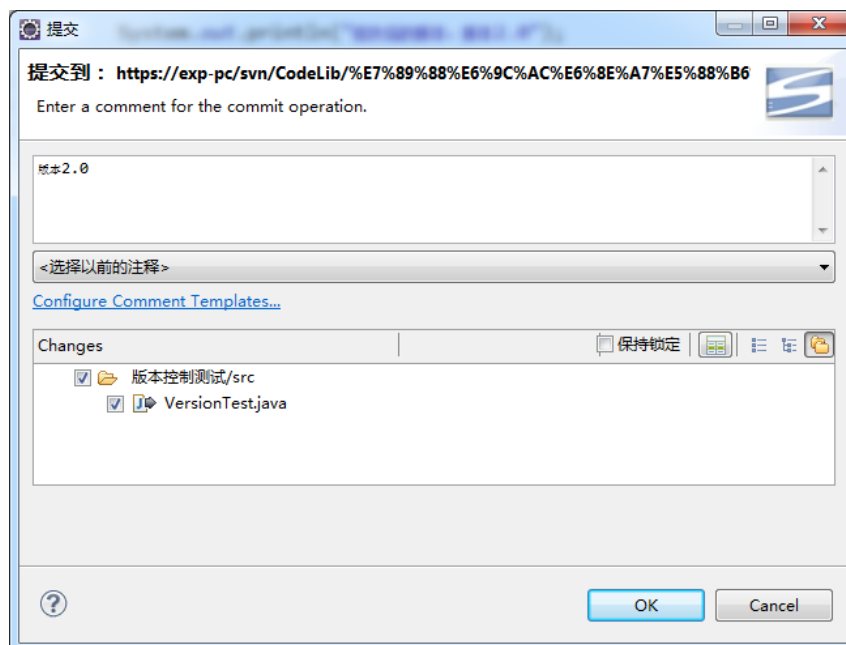 提交
提交到： https://exp-pc/svn/CodeLib/%E7%89%88%E6%9C%AC%E6%8E%A7%E5%88%B6
Enter a comment for the commit operation.
版本2.0
<选择以前的注释>
Configure Comment Templates...
Changes
保持锁定
版本控制测试/src
VersionTest.java
OK
Cancel